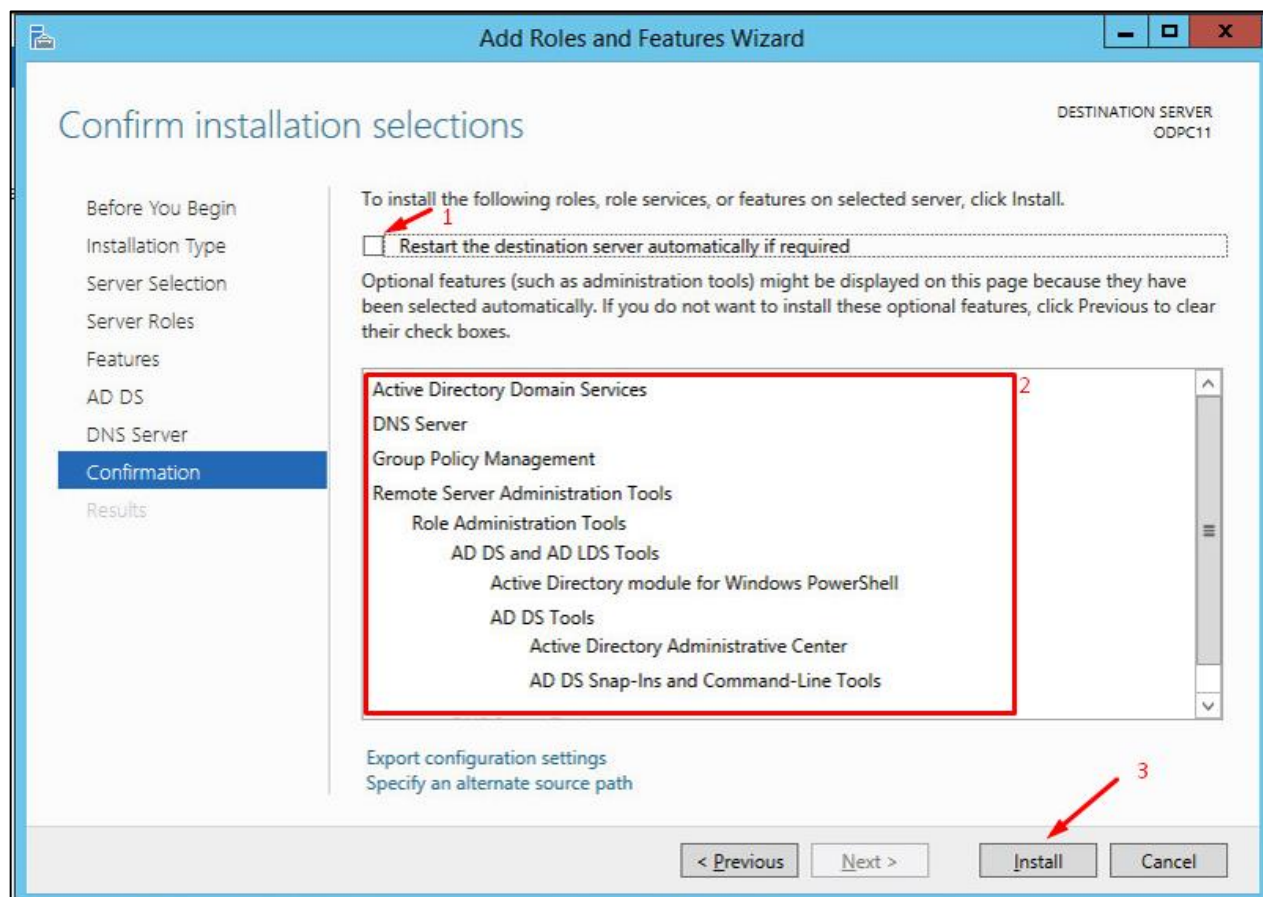 Add Roles and Features Wizard
Confirm installation selections
DESTINATION SERVER
ODPC11
Before You Begin
Installation Type
Server Selection
Server Roles
Features
AD DS
DNS Server
Confirmation
Results
To install the following roles, role services, or features on selected server, click Install.
1
Restart the destination server automatically if required
Optional features (such as administration tools) might be displayed on this page because they have
been selected automatically. If you do not want to install these optional features, click Previous to clear
their check boxes.
2
Active Directory Domain Services
DNS Server
Group Policy Management
Remote Server Administration Tools
Role Administration Tools
AD DS and AD LDS Tools
Active Directory module for Windows PowerShell
AD DS Tools
Active Directory Administrative Center
AD DS Snap-Ins and Command-Line Tools
Export configuration settings
Specify an alternate source path
3
< Previous
Next >
Install
Cancel